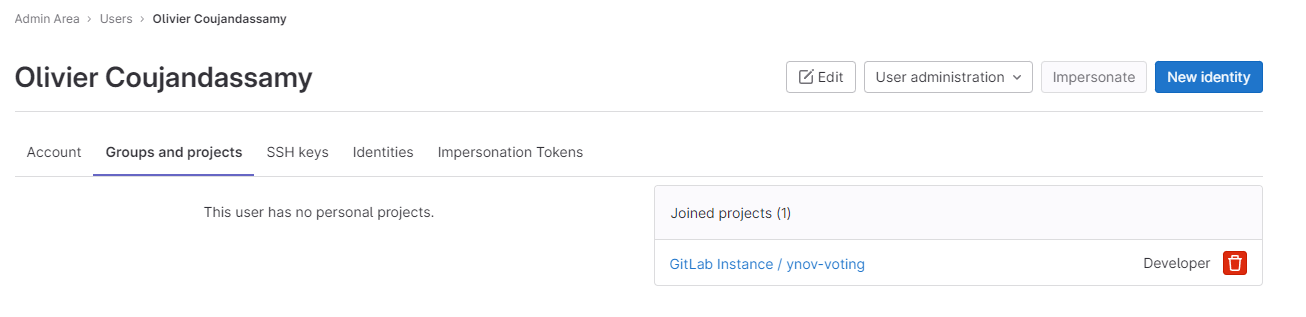 Admin Area › Users › Olivier Coujandassamy
Olivier Coujandassamy
Edit
User administration
Impersonate
New identity
Account
Groups and projects
SSH keys
Identities
Impersonation Tokens
This user has no personal projects.
Joined projects (1)
GitLab Instance / ynov-voting
Developer